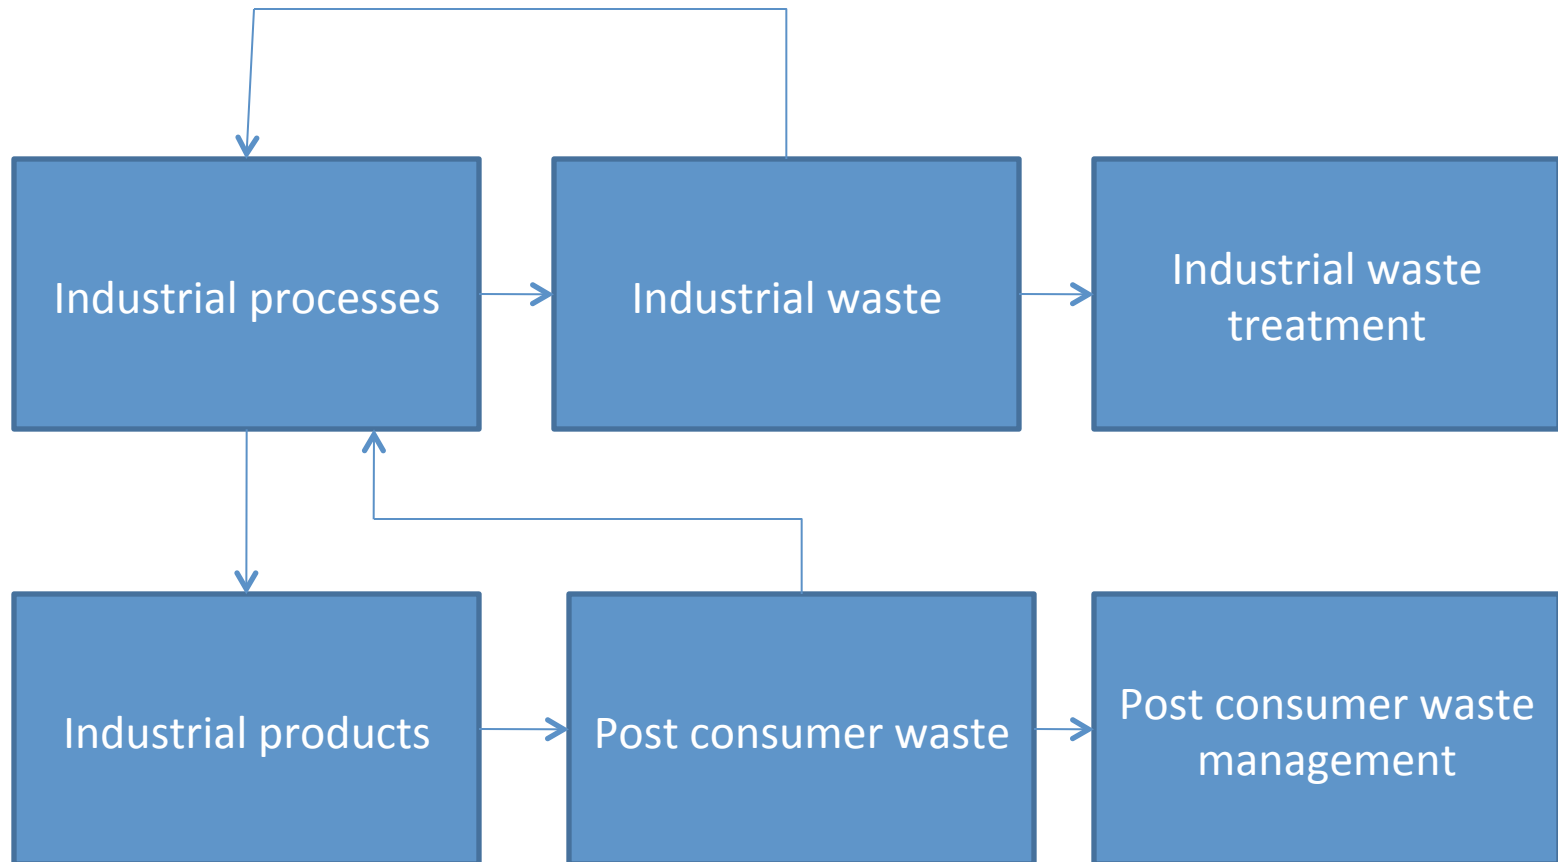 Industrial processes
Industrial waste
Industrial waste
treatment
Industrial products
Post consumer waste
Post consumer waste
management